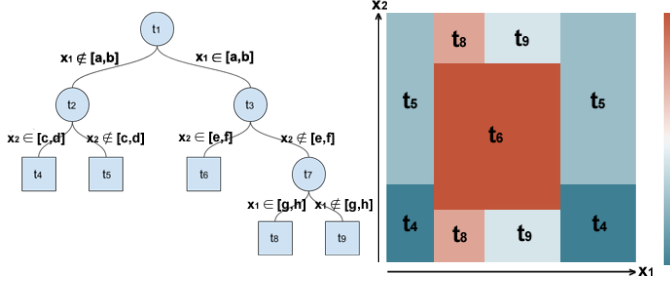 t1
x1 ∉ [a,b]
x1 ∈ [a,b]
t2
t3
x2 ∈ [c,d]
x2 ∉ [c,d]
x2 ∈ [e,f]
x2 ∉ [e,f]
t4
t5
t6
t7
x1 ∈ [g,h]
x1 ∉ [g,h]
t8
t9
x2
t8
t9
t5
t5
t6
t4
t8
t9
t4
x1